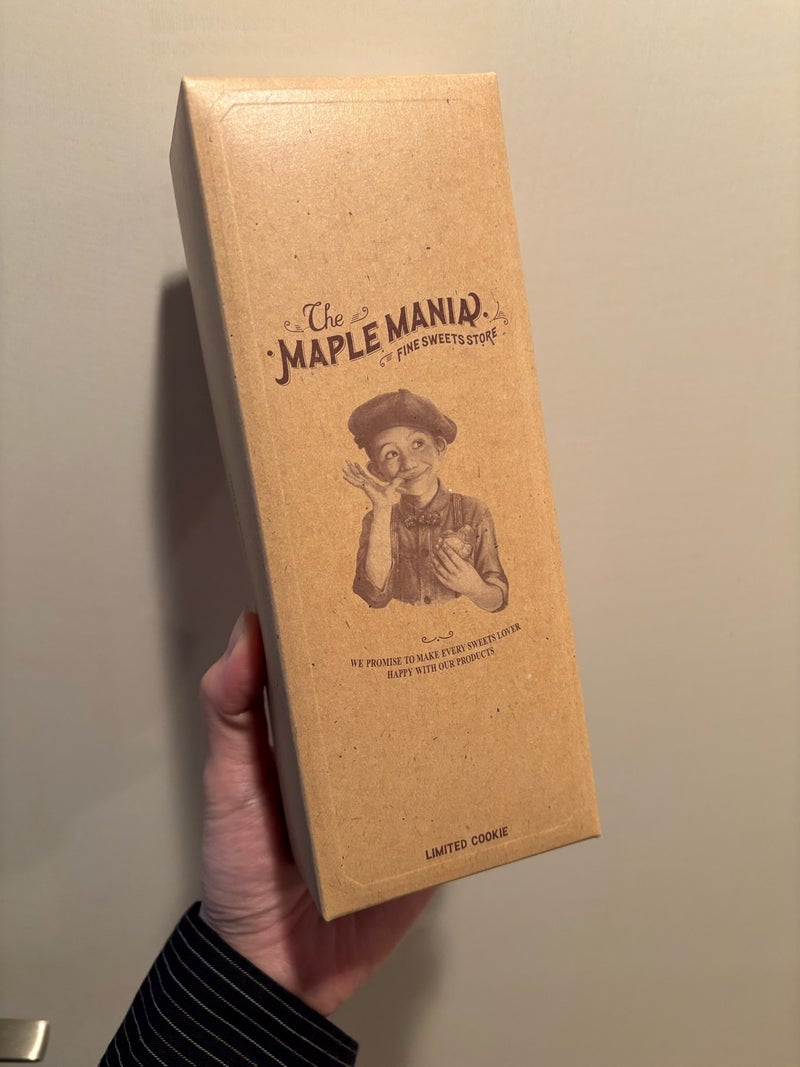 The
MAPLE MANIA
FINE SWEETS STORE
WE PROMISE TO MAKE EVERY SWEETS LOVER
HAPPY WITH OUR PRODUCTS
LIMITED COOKIE